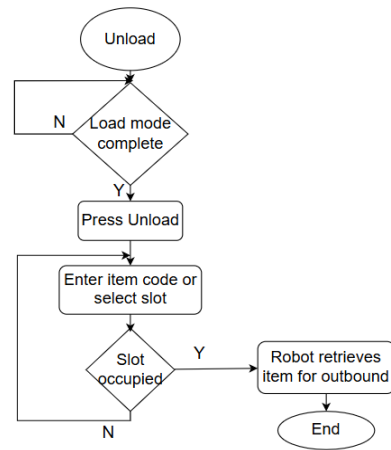 Unload
N
Load mode
complete
Y
Press Unload
Enter item code or
select slot
Slot
occupied
Y
N
Robot retrieves
item for outbound
End